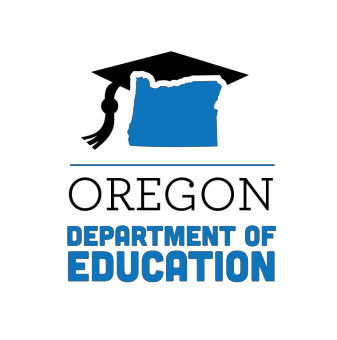 OREGON
DEPARTMENT OF
EDUCATION